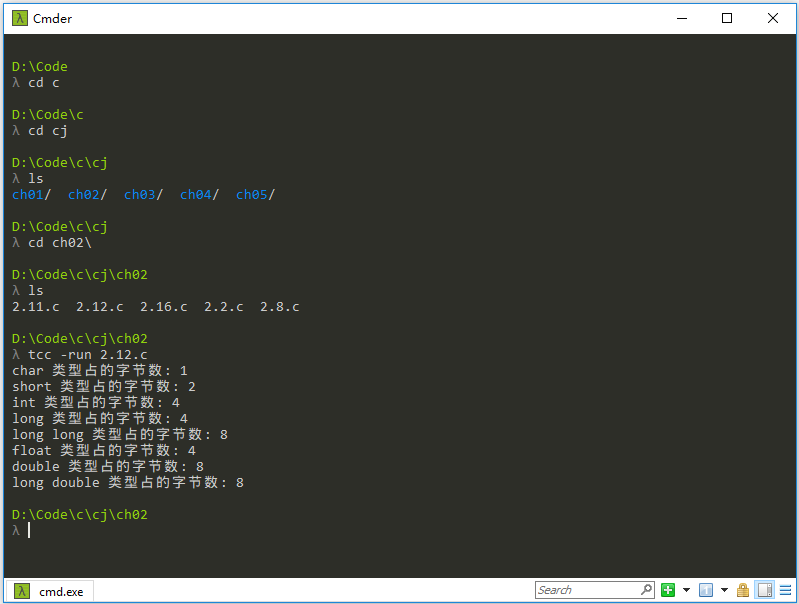 Cmder
D:\Code
λ cd c
D:\Code\c
λ cd cj
D:\Code\c\cj
λ ls
ch01/  ch02/  ch03/  ch04/  ch05/
D:\Code\c\cj
λ cd ch02\
D:\Code\c\cj\ch02
λ ls
2.11.c  2.12.c  2.16.c  2.2.c  2.8.c
D:\Code\c\cj\ch02
λ tcc -run 2.12.c
char 类型占的字节数: 1
short 类型占的字节数: 2
int 类型占的字节数: 4
long 类型占的字节数: 4
long long 类型占的字节数: 8
float 类型占的字节数: 4
double 类型占的字节数: 8
long double 类型占的字节数: 8
D:\Code\c\cj\ch02
λ
λ cmd.exe
Search